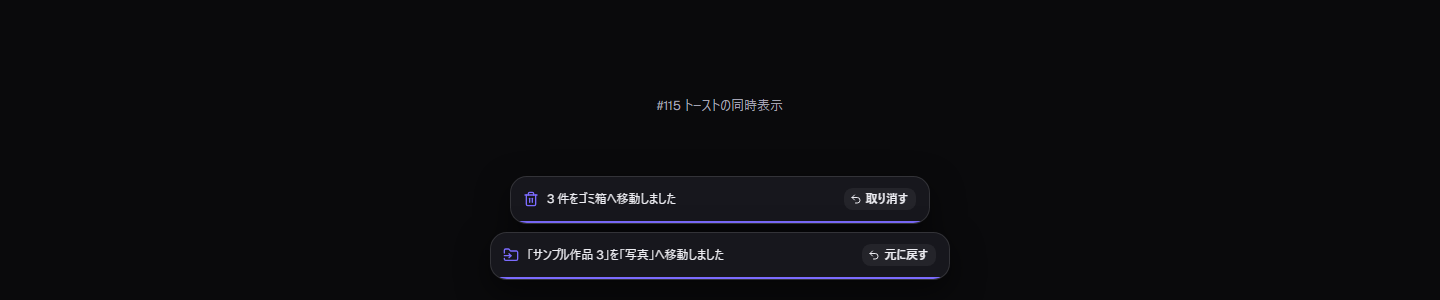 #115 トーストの同時表示
3 件をゴミ箱へ移動しました 取り消す
「サンプル作品 3」を「写真」へ移動しました 元に戻す